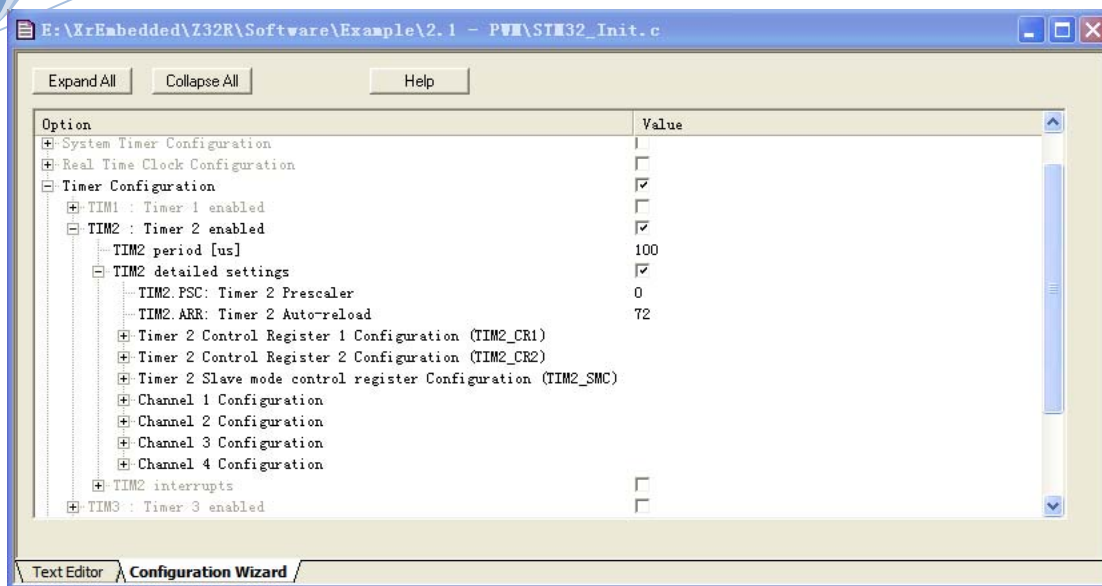 E:\XrEmbedded\Z32R\Software\Example\2.1 - PWM\STM32_Init.c
Expand All Collapse All Help
Option Value
System Timer Configuration
Real Time Clock Configuration
Timer Configuration
TIM1 : Timer 1 enabled
TIM2 : Timer 2 enabled
TIM2 period [us] 100
TIM2 detailed settings
TIM2.PSC: Timer 2 Prescaler 0
TIM2.ARR: Timer 2 Auto-reload 72
Timer 2 Control Register 1 Configuration (TIM2_CR1)
Timer 2 Control Register 2 Configuration (TIM2_CR2)
Timer 2 Slave mode control register Configuration (TIM2_SMC)
Channel 1 Configuration
Channel 2 Configuration
Channel 3 Configuration
Channel 4 Configuration
TIM2 interrupts
TIM3 : Timer 3 enabled
Text Editor Configuration Wizard